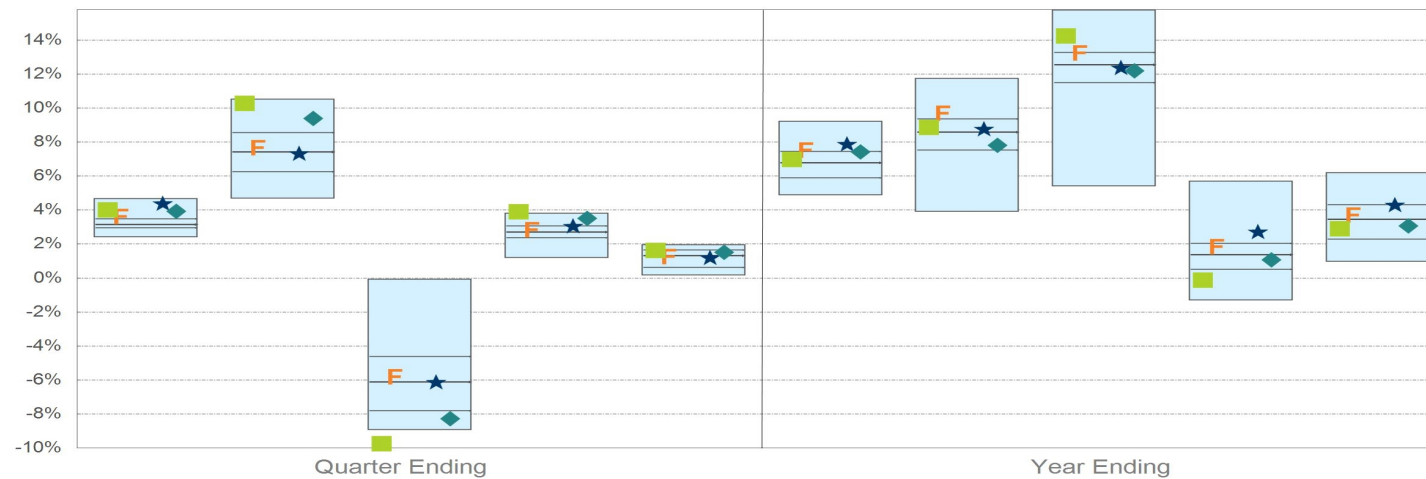 14%
12%
10%
8%
6%
4%
2%
0%
-2%
-4%
-6%
-8%
-10%
F
F
F
F
F
F
F
F
F
F
Quarter Ending
Year Ending